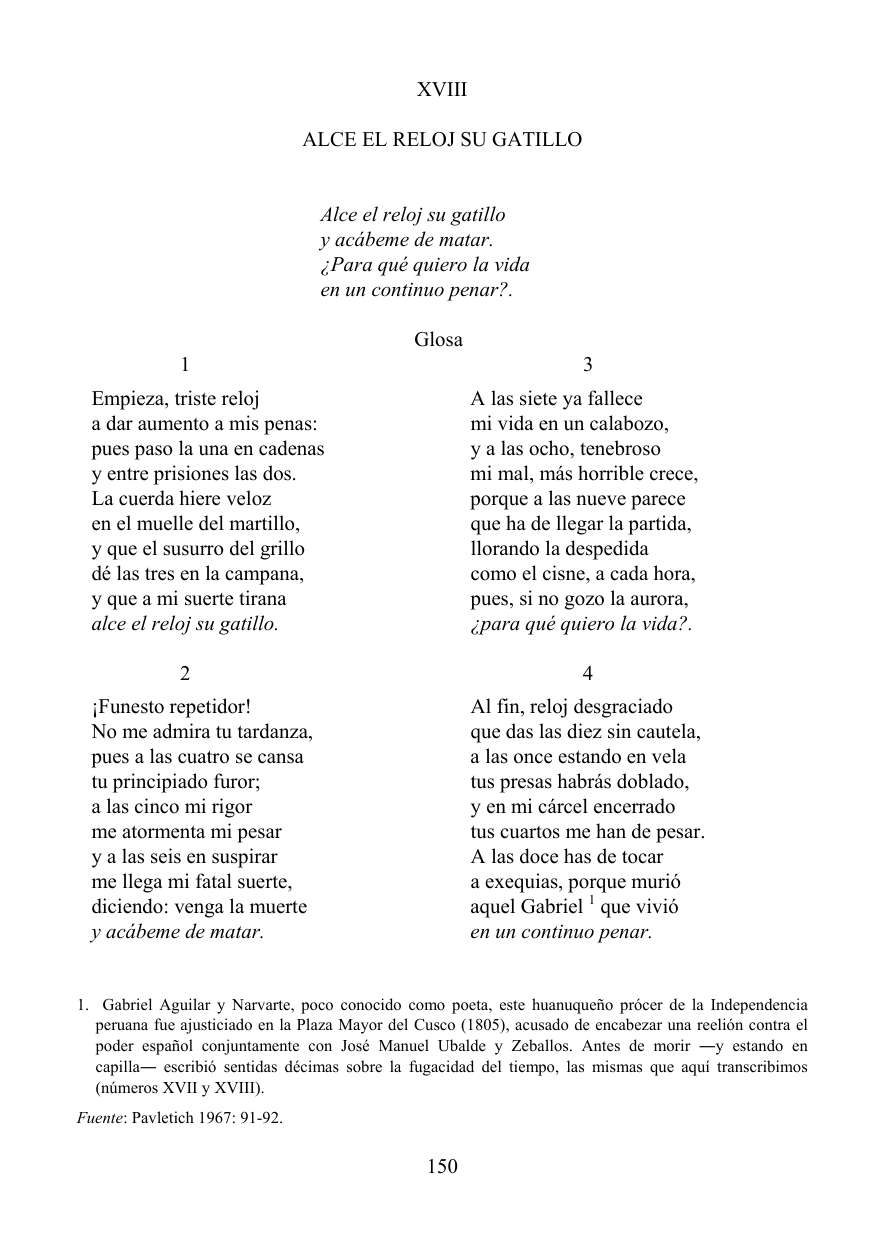 XVIII
ALCE EL RELOJ SU GATILLO
Alce el reloj su gatillo
y acábeme de matar.
¿Para qué quiero la vida
en un continuo penar?.
Glosa
1
Empieza, triste reloj
a dar aumento a mis penas:
pues paso la una en cadenas
y entre prisiones las dos.
La cuerda hiere veloz
en el muelle del martillo,
y que el susurro del grillo
dé las tres en la campana,
y que a mi suerte tirana
alce el reloj su gatillo.
2
¡Funesto repetidor!
No me admira tu tardanza,
pues a las cuatro se cansa
tu principiado furor;
a las cinco mi rigor
me atormenta mi pesar
y a las seis en suspirar
me llega mi fatal suerte,
diciendo: venga la muerte
y acábeme de matar.
3
A las siete ya fallece
mi vida en un calabozo,
y a las ocho, tenebroso
mi mal, más horrible crece,
porque a las nueve parece
que ha de llegar la partida,
llorando la despedida
como el cisne, a cada hora,
pues, si no gozo la aurora,
¿para qué quiero la vida?.
4
Al fin, reloj desgraciado
que das las diez sin cautela,
a las once estando en vela
tus presas habrás doblado,
y en mi cárcel encerrado
tus cuartos me han de pesar.
A las doce has de tocar
a exequias, porque murió
aquel Gabriel 1 que vivió
en un continuo penar.
1. Gabriel Aguilar y Narvarte, poco conocido como poeta, este huanuqueño prócer de la Independencia
peruana fue ajusticiado en la Plaza Mayor del Cusco (1805), acusado de encabezar una reelión contra el
poder español conjuntamente con José Manuel Ubalde y Zeballos. Antes de morir —y estando en
capilla— escribió sentidas décimas sobre la fugacidad del tiempo, las mismas que aquí transcribimos
(números XVII y XVIII).
Fuente: Pavletich 1967: 91-92.
150